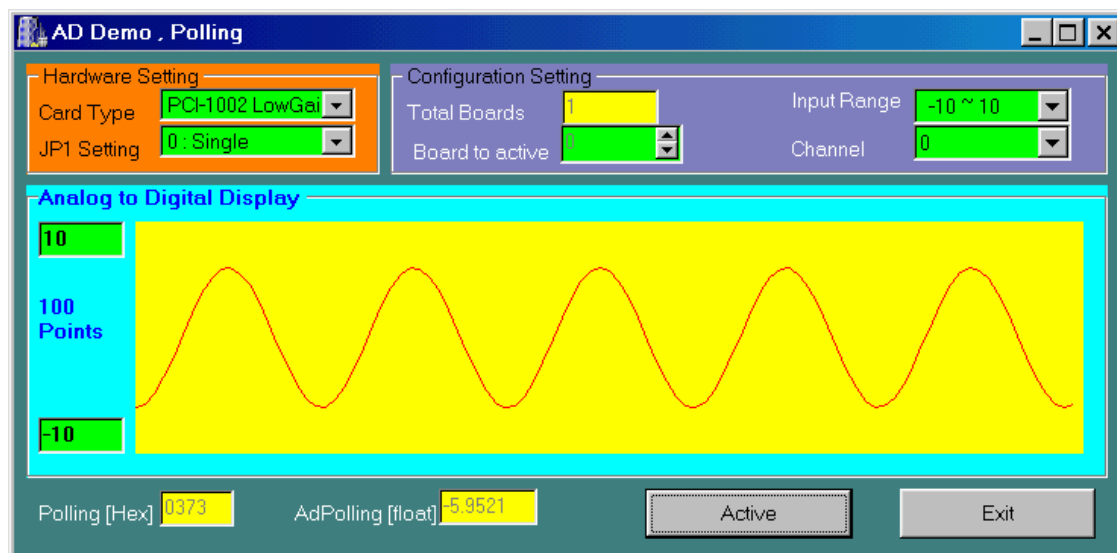 AD Demo , Polling
Hardware Setting
Card Type PCI-1002 LowGai
JP1 Setting 0 : Single
Configuration Setting
Total Boards 1
Board to active 0
Input Range -10 ~ 10
Channel 0
Analog to Digital Display
10
100
Points
-10
Polling [Hex] 0373
AdPolling [float] -5.9521
Active
Exit